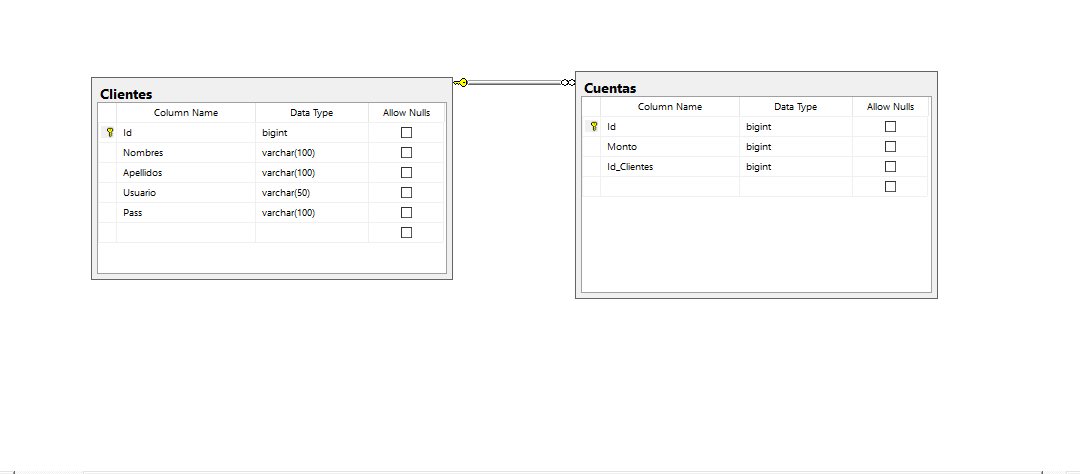 Clientes
Column Name Data Type Allow Nulls
Id bigint
Nombres varchar(100)
Apellidos varchar(100)
Usuario varchar(50)
Pass varchar(100)
Cuentas
Column Name Data Type Allow Nulls
Id bigint
Monto bigint
Id_Clientes bigint